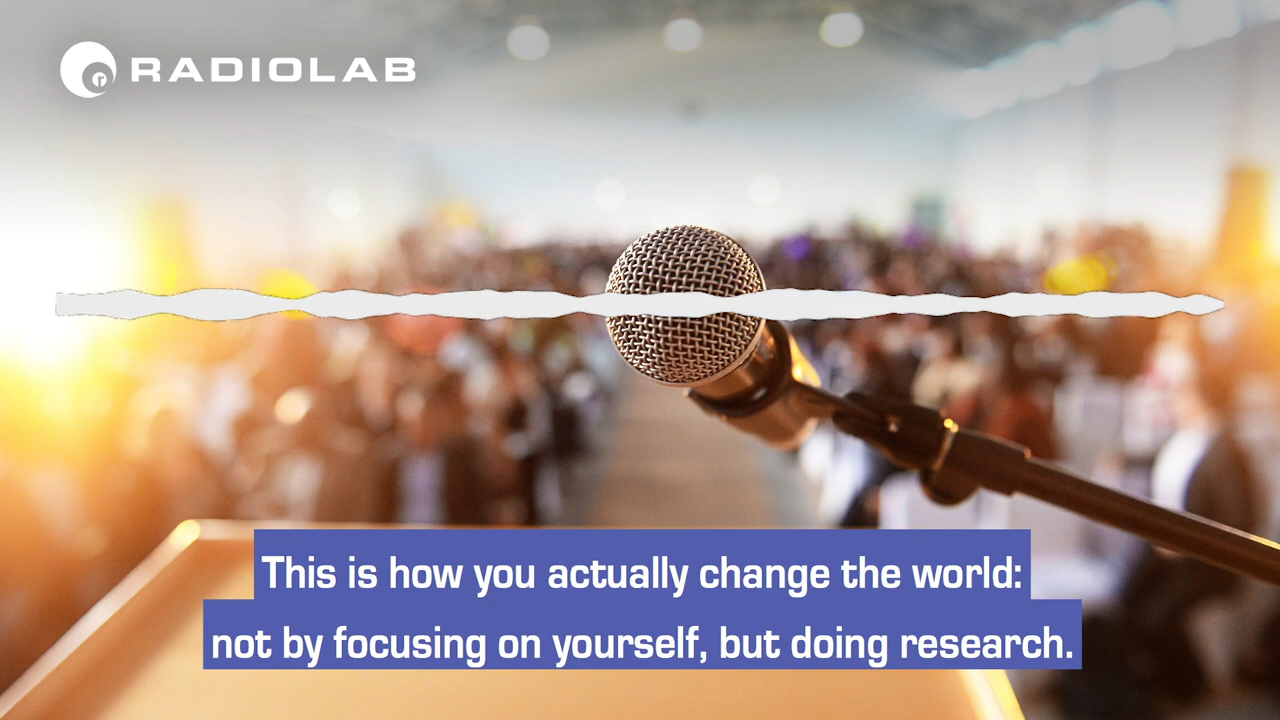 RADIOLAB
This is how you actually change the world:
not by focusing on yourself, but doing research.